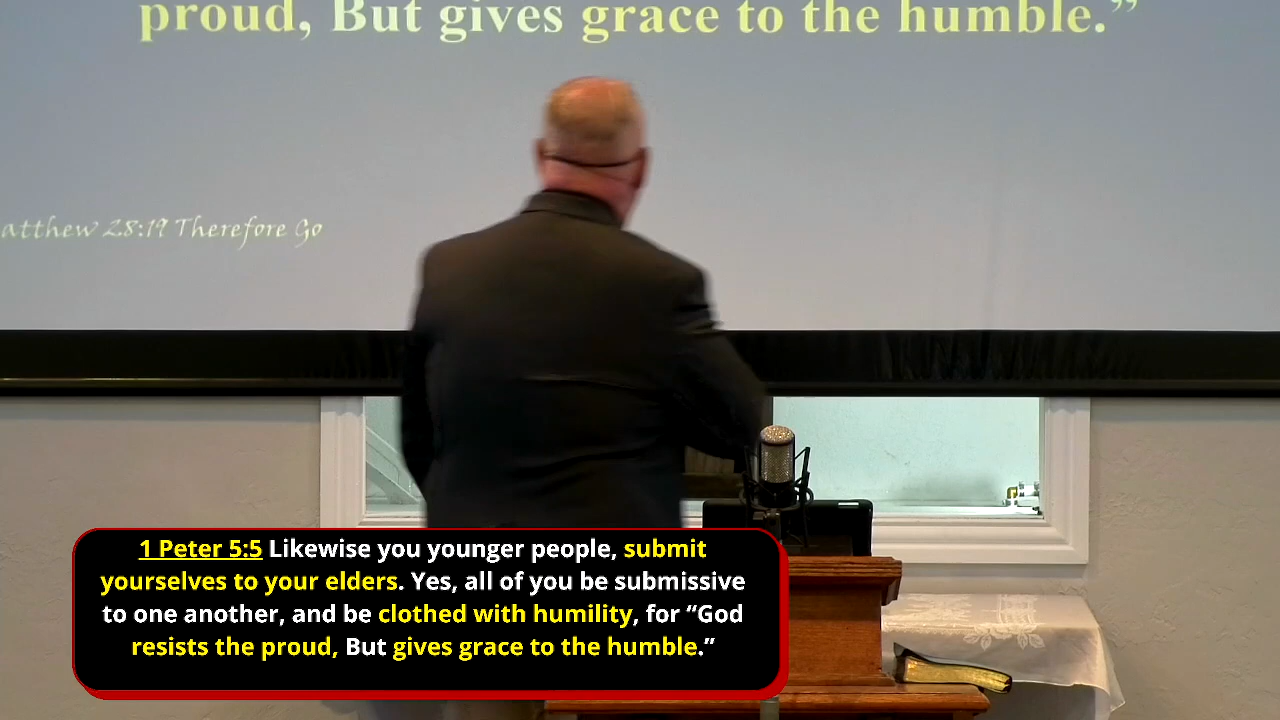 proud, But gives grace to the humble.”
atthew 28:19 Therefore Go
1 Peter 5:5 Likewise you younger people, submit
yourselves to your elders. Yes, all of you be submissive
to one another, and be clothed with humility, for “God
resists the proud, But gives grace to the humble.”